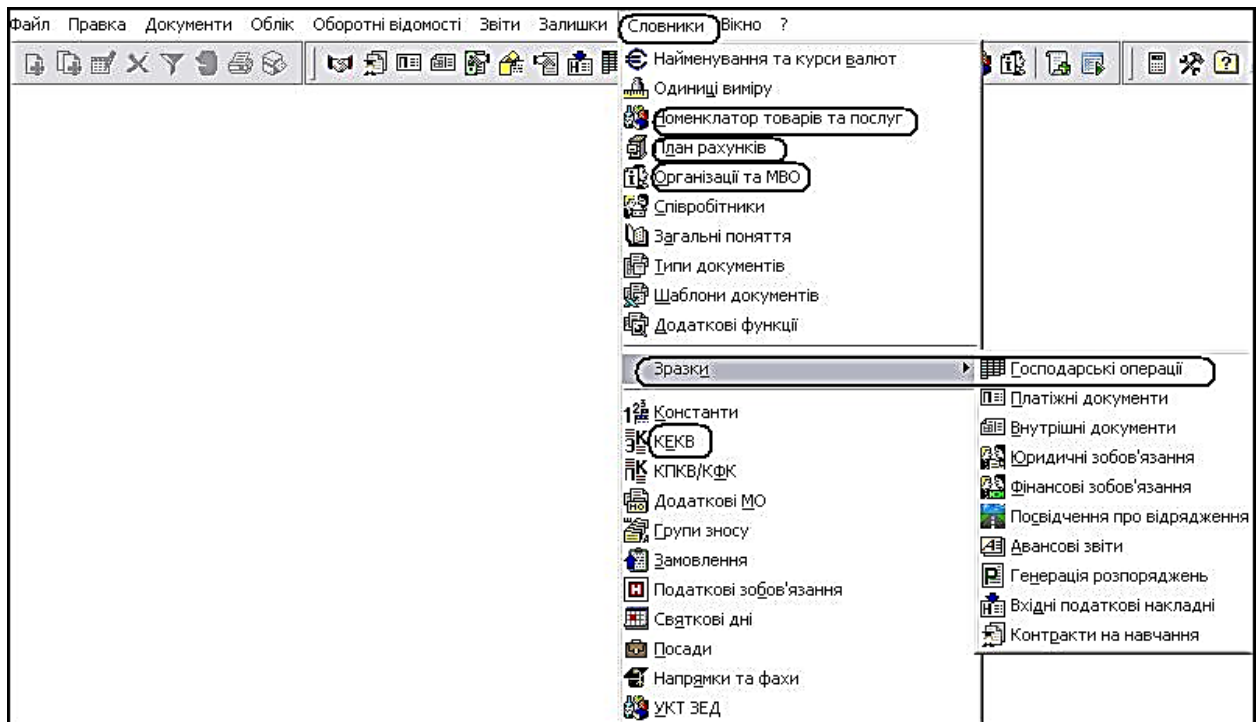 Файл Правка Документи Облік Оборотні відомості Звіти Залишки Словники Вікно ?
Найменування та курси валют
Одиниці виміру
Номенклатор товарів та послуг
План рахунків
Організації та МВО
Співробітники
Загальні поняття
Типи документів
Шаблони документів
Додаткові функції
Зразки
Константи
КЕКВ
КПКВ/КФК
Додаткові МО
Групи зносу
Замовлення
Податкові зобов'язання
Святкові дні
Посади
Напрямки та фахи
УКТ ЗЕД
Господарські операції
Платіжні документи
Внутрішні документи
Юридичні зобов'язання
Фінансові зобов'язання
Посвідчення про відрядження
Авансові звіти
Генерація розпоряджень
Вхідні податкові накладні
Контракти на навчання